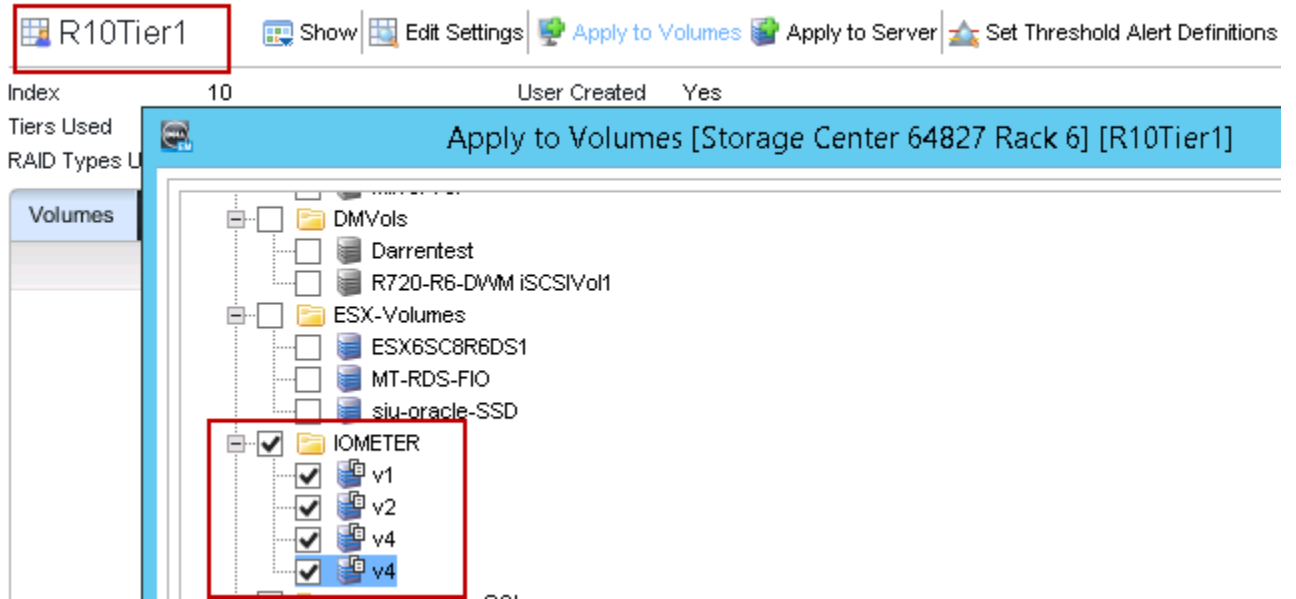 R10Tier1 Show Edit Settings Apply to Volumes Apply to Server Set Threshold Alert Definitions
Index 10 User Created Yes
Tiers Used
Apply to Volumes [Storage Center 64827 Rack 6] [R10Tier1]
RAID Types U
Volumes
DMVols
Darrentest
R720-R6-DWM iSCSIVol1
ESX-Volumes
ESX6SC8R6DS1
MT-RDS-FIO
siu-oracle-SSD
IOMETER
v1
v2
v4
v4